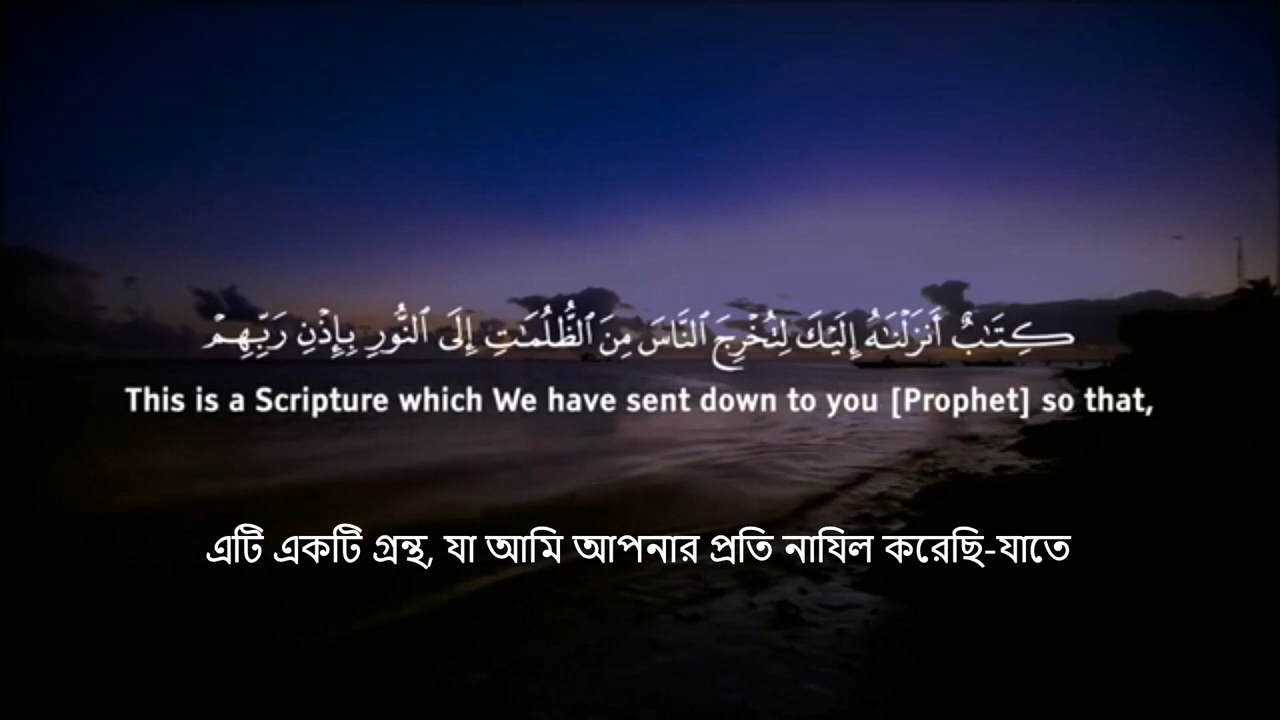 كِتَـٰبٌ أَنزَلْنَـٰهُ إِلَيْكَ لِتُخْرِجَ ٱلنَّاسَ مِنَ ٱلظُّلُمَـٰتِ إِلَى ٱلنُّورِ بِإِذْنِ رَبِّهِمْ
This is a Scripture which We have sent down to you [Prophet] so that,
এটি একটি গ্রন্থ, যা আমি আপনার প্রতি নাযিল করেছি-যাতে